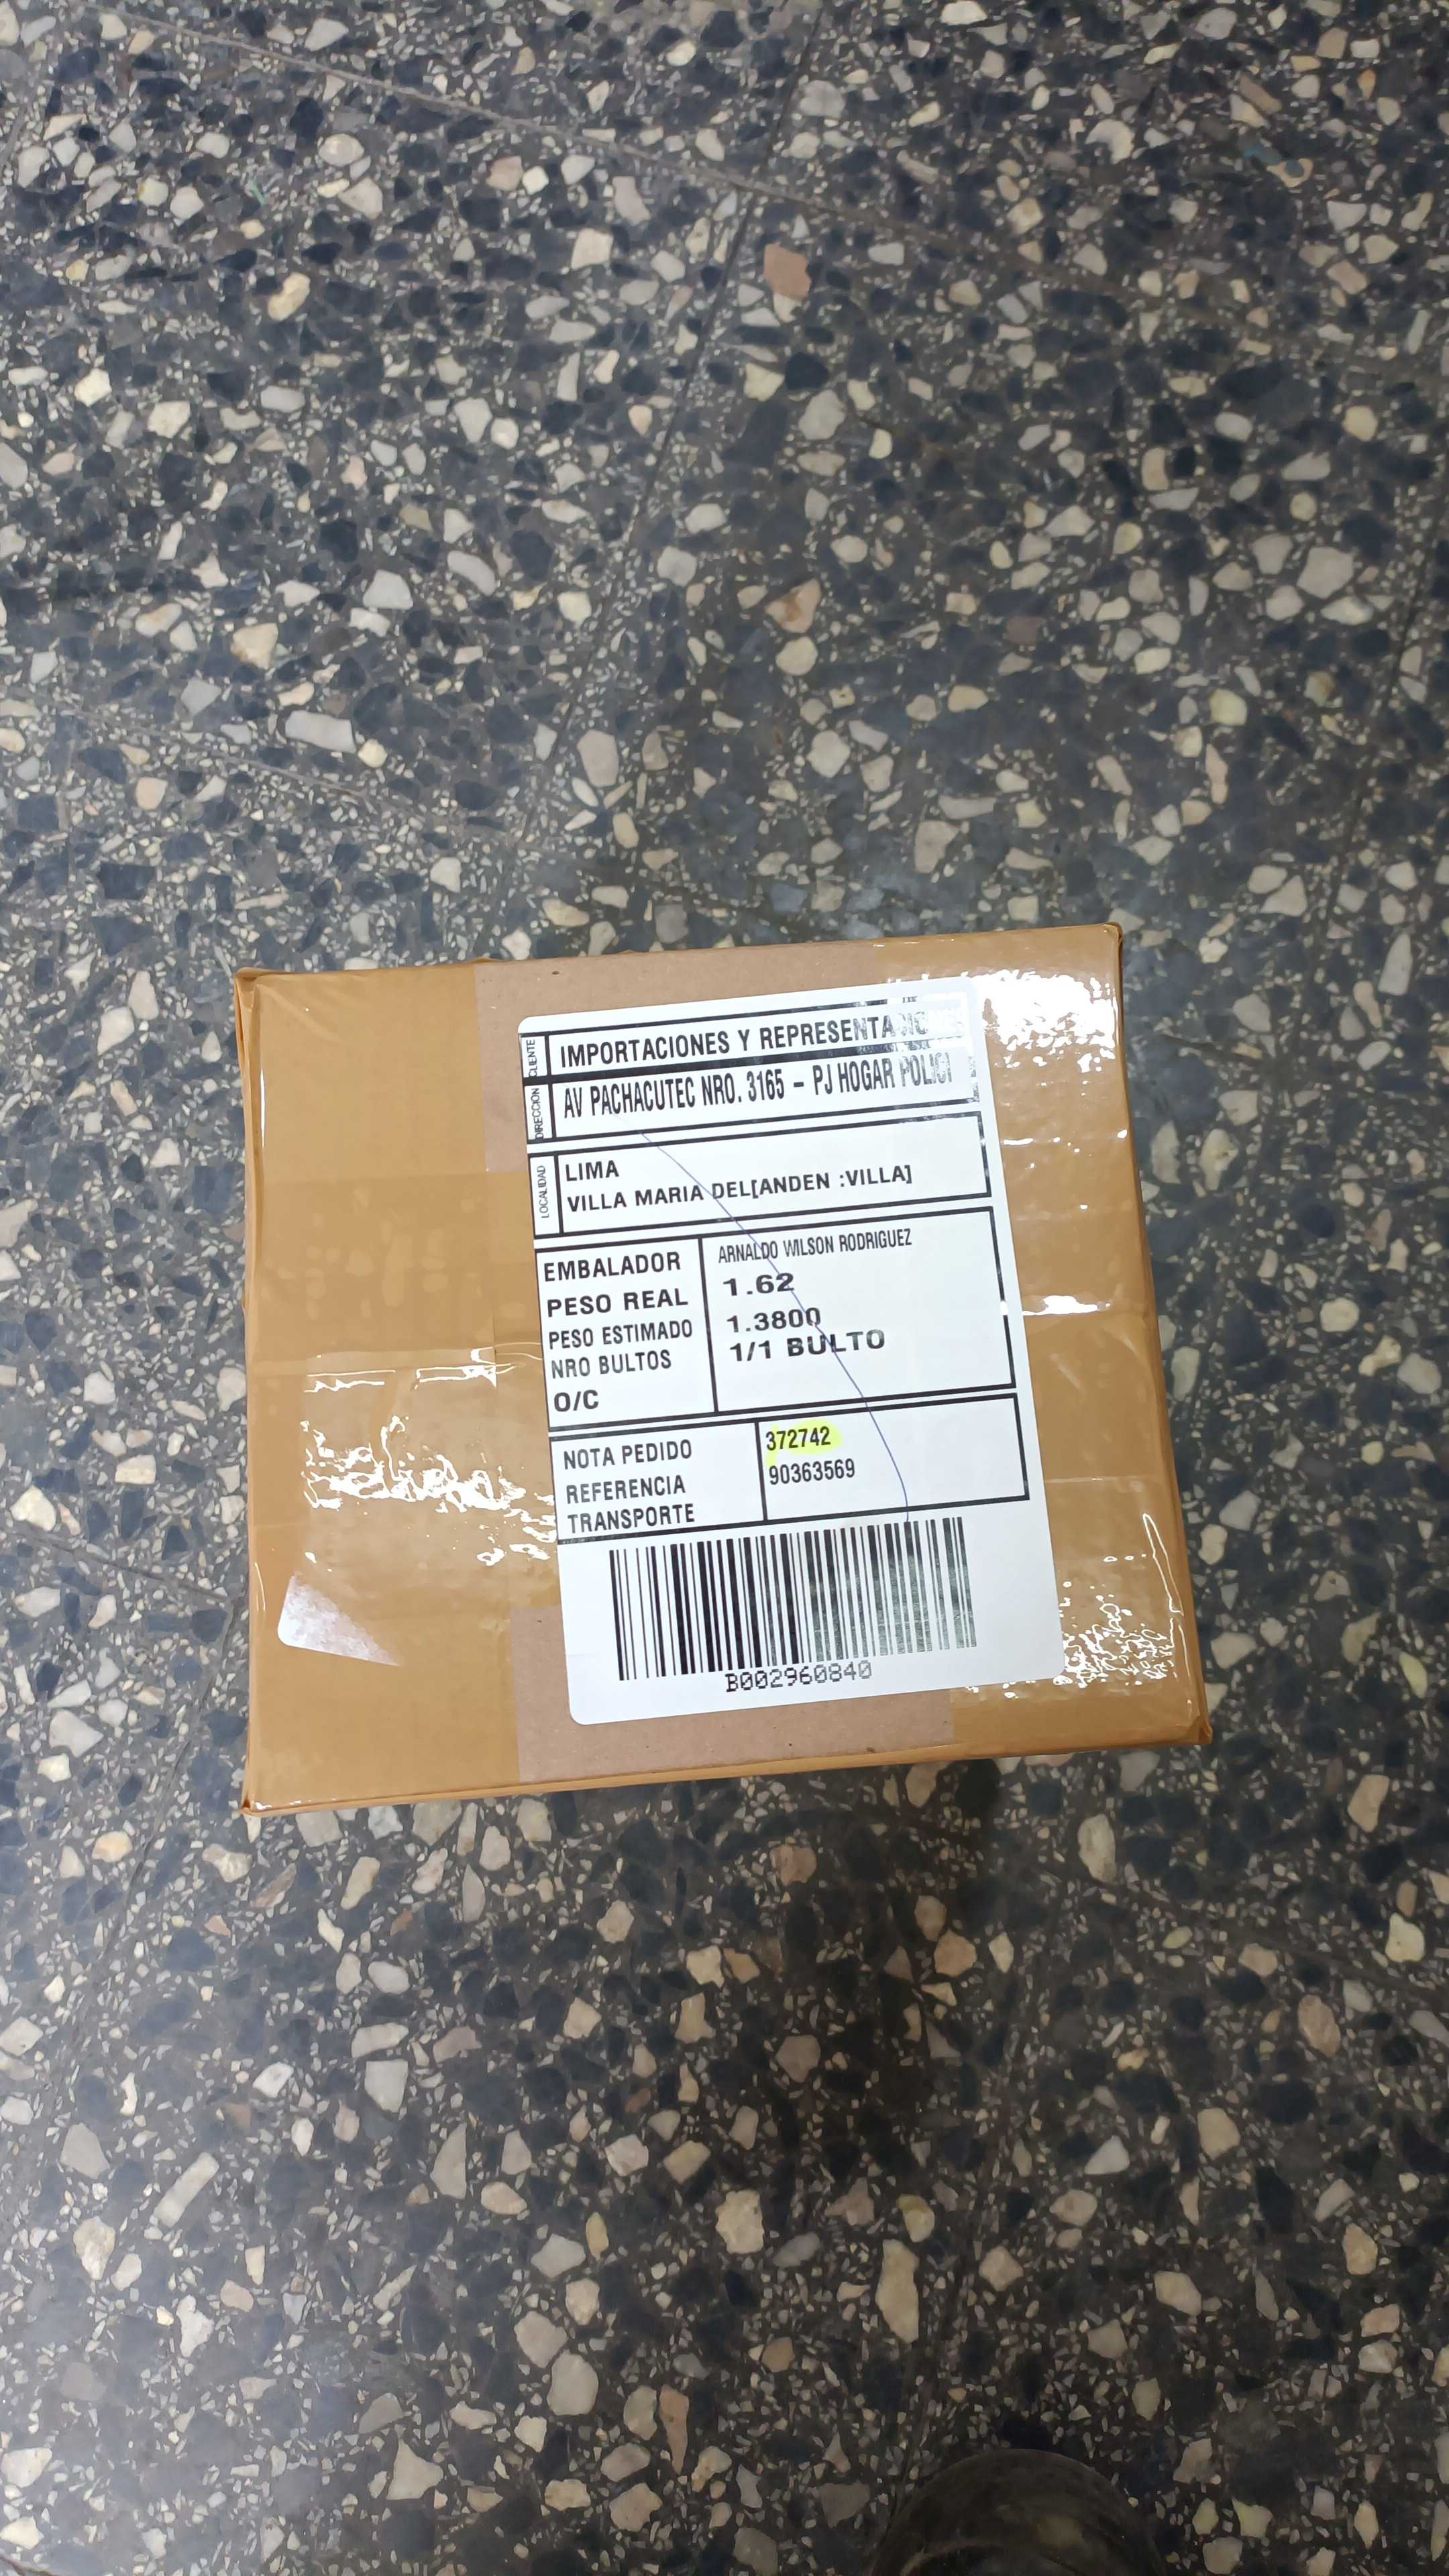 CLIENTE IMPORTACIONES Y
DIRECCION AV PACHACUTEC NRO. 3165 - PJ HOGAR POLICI
LOCALIDAD LIMA
VILLA MARIA DEL[ANDEN :VILLA]
EMBALADOR ARNALDO WILSON RODRIGUEZ
PESO REAL 1.62
PESO ESTIMADO 1.3800
NRO BULTOS 1/1 BULTO
O/C
NOTA PEDIDO 372742
REFERENCIA 90363569
TRANSPORTE
B002960840